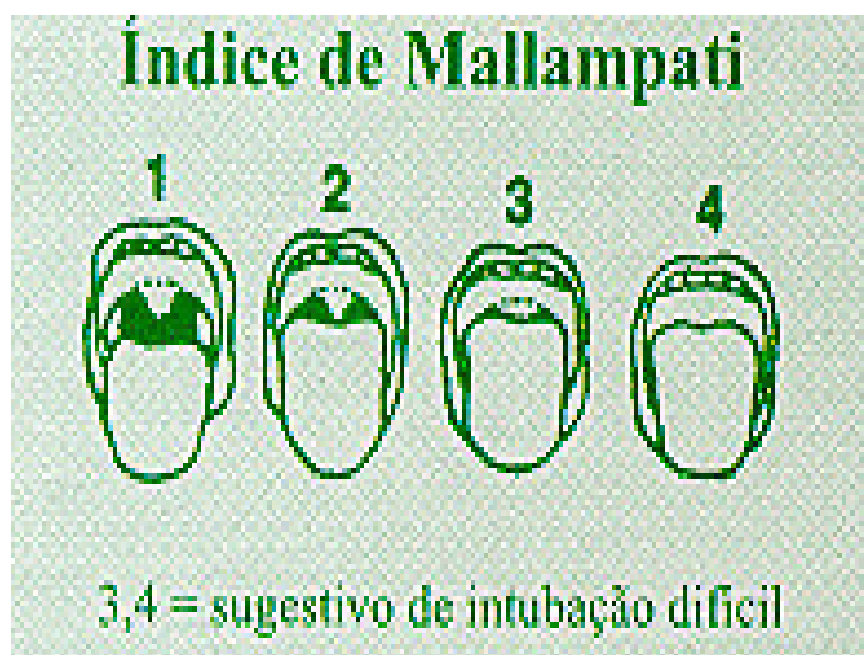 Índice de Mallampati
1 2 3 4
3,4 = sugestivo de intubação difícil